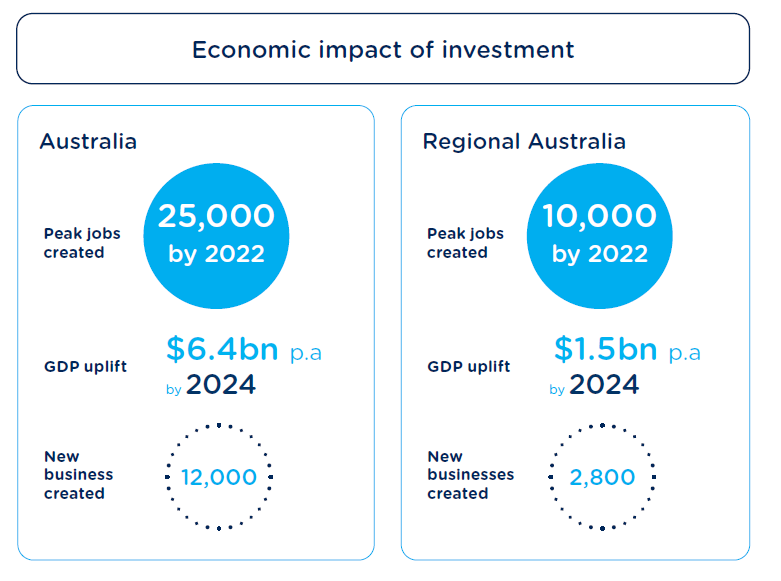 Economic impact of investment
Australia
Peak jobs
created
25,000
by 2022
GDP uplift
$6.4bn p.a
by 2024
New
business
created
12,000
Regional Australia
Peak jobs
created
10,000
by 2022
GDP uplift
$1.5bn p.a
by 2024
New
businesses
created
2,800